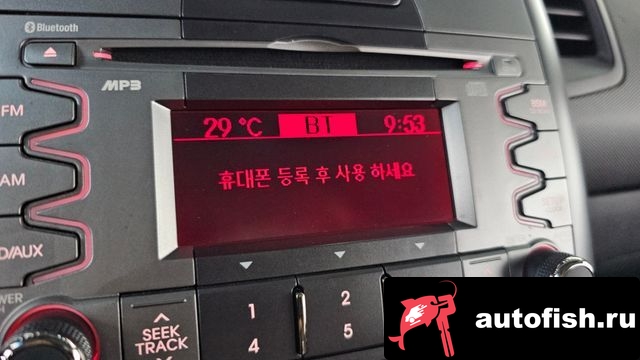 Bluetooth
MP3
FM
29 °C BT 9:53
AM
휴대폰 등록 후 사용 하세요
D/AUX
POWER
SEEK
TRACK
1
2
4
5
autofish.ru